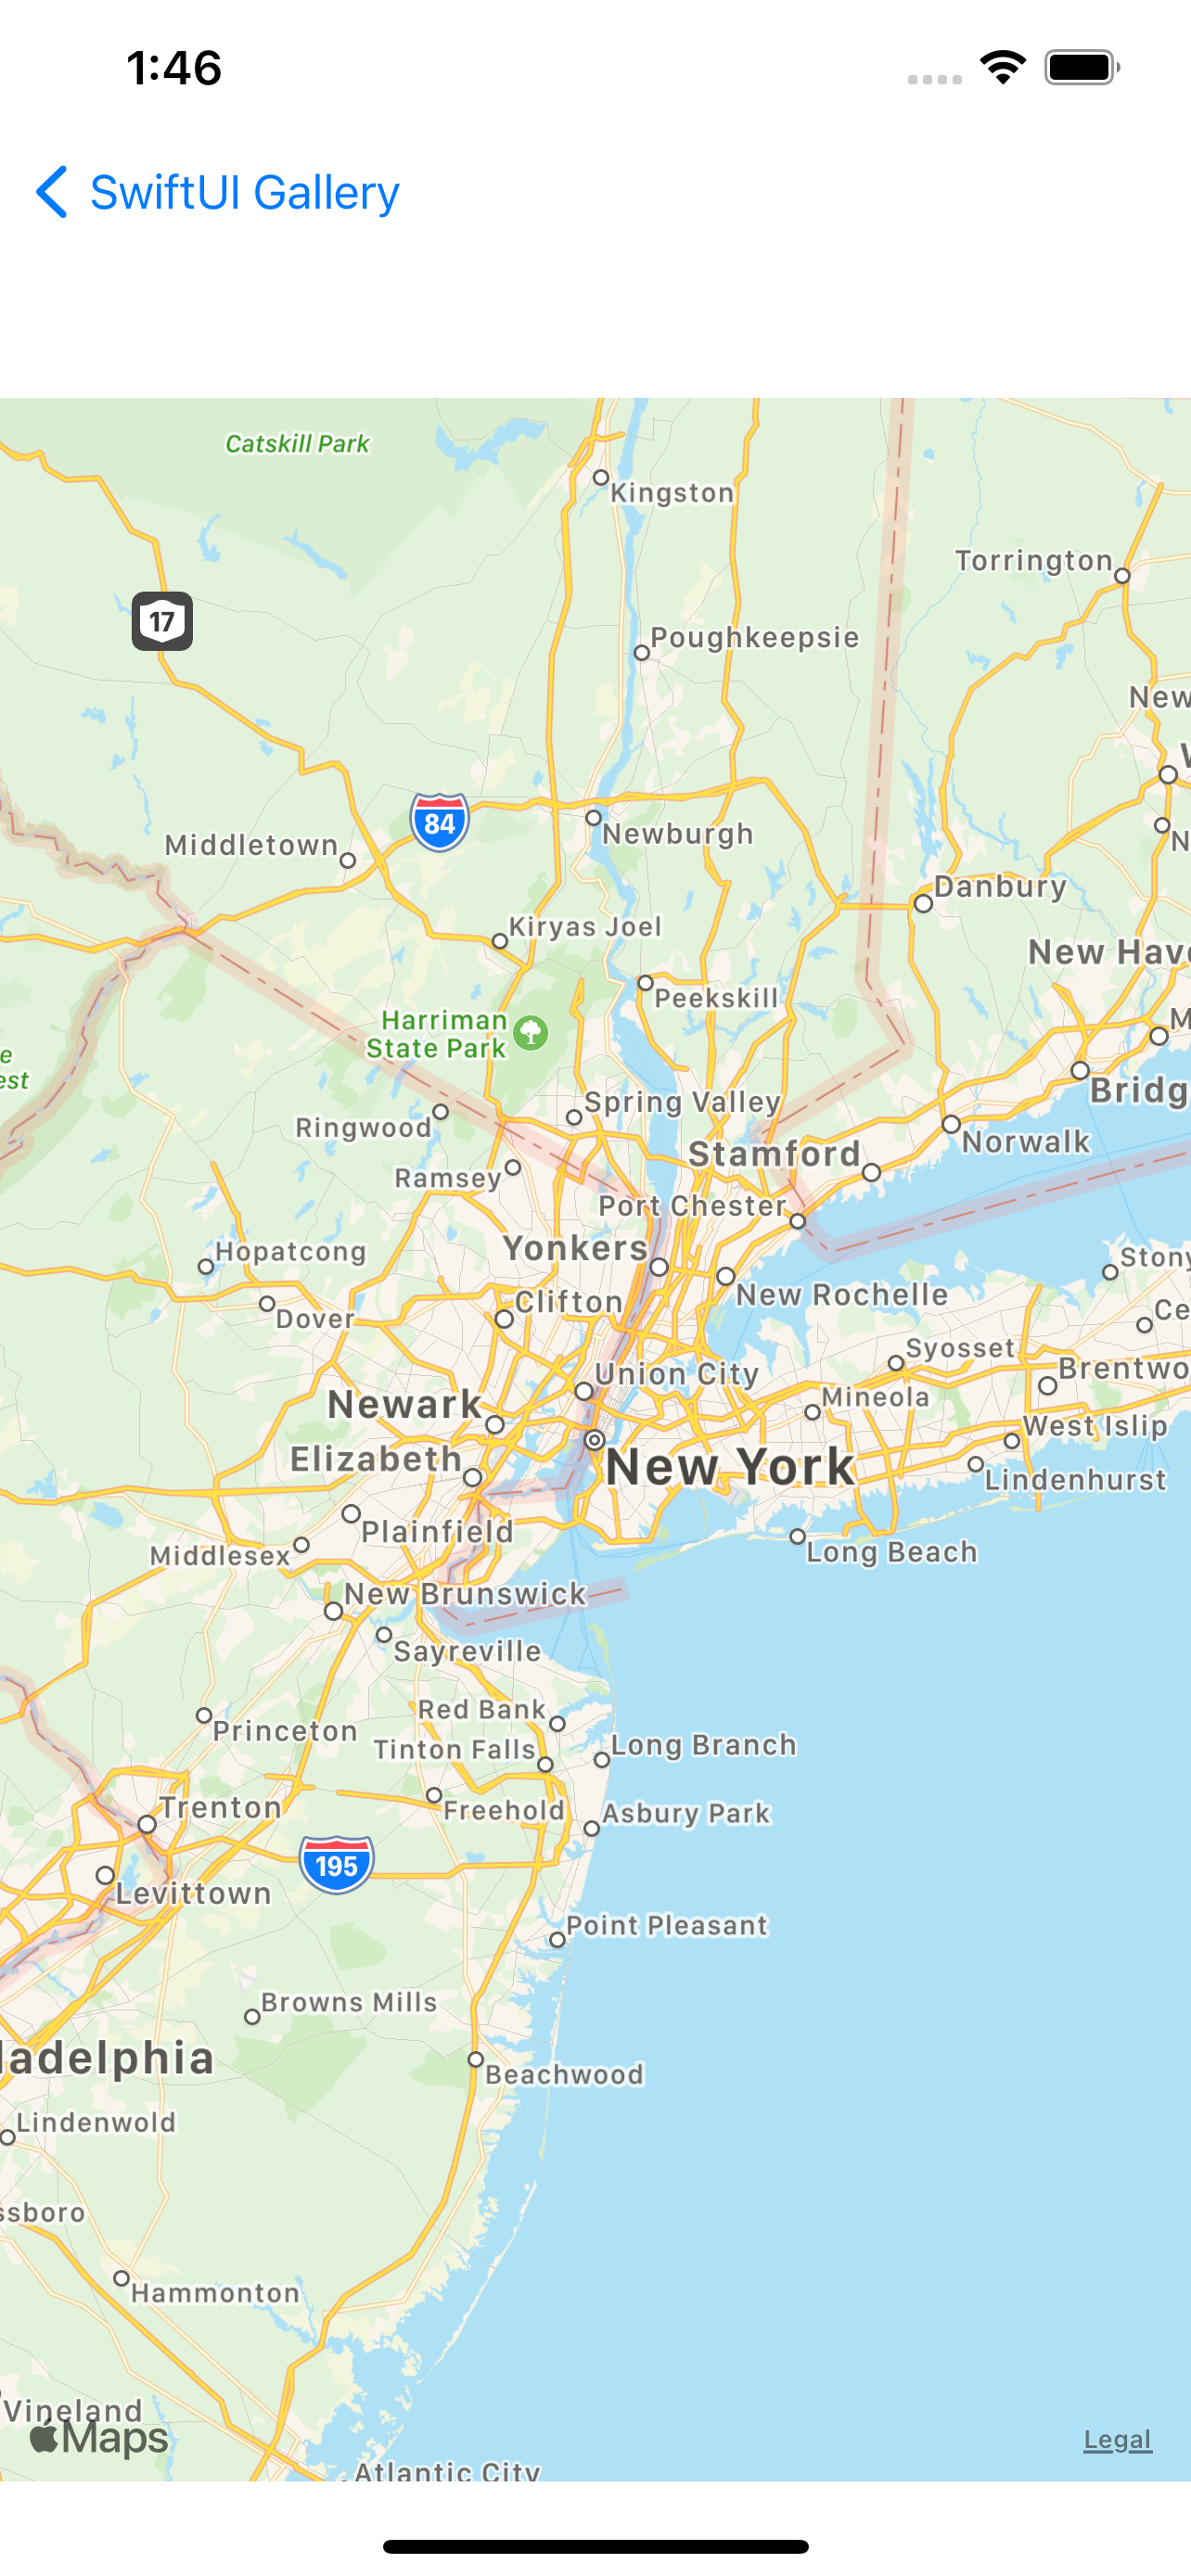 1:46
SwiftUI Gallery
Catskill Park
Kingston
Torrington
17
Poughkeepsie
New
84
Newburgh
Middletown
N
Danbury
Kiryas Joel
New Hav
Peekskill
M
Harriman
State Park
e
est
Bridg
Spring Valley
Ringwood
Norwalk
Stamford
Ramsey
Port Chester
Yonkers
Hopatcong
Stony
New Rochelle
Clifton
Ce
Dover
Syosset
Union City
Brentwo
Mineola
Newark
West Islip
Elizabeth
New York
Lindenhurst
Plainfield
Long Beach
Middlesex
New Brunswick
Sayreville
Red Bank
Princeton
Long Branch
Tinton Falls
Trenton
Freehold
Asbury Park
195
Levittown
Point Pleasant
Browns Mills
ladelphia
Beachwood
Lindenwold
ssboro
Hammonton
Vineland
Maps
Legal
Atlantic City